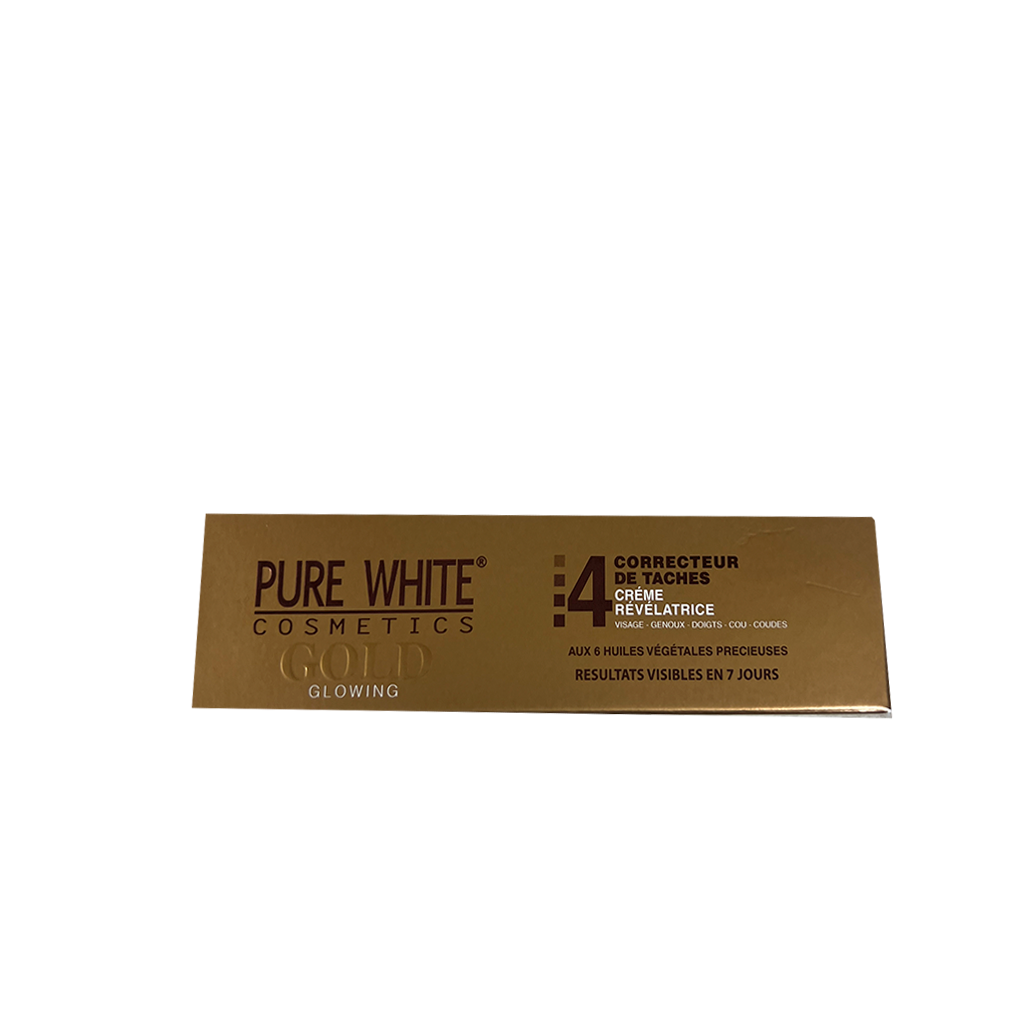 PURE WHITE®
COSMETICS
GOLD
GLOWING
4
CORRECTEUR
DE TACHES
CRÉME
RÉVÉLATRICE
VISAGE - GENOUX - DOIGTS - COU - COUDES
AUX 6 HUILES VÉGÉTALES PRECIEUSES
RESULTATS VISIBLES EN 7 JOURS